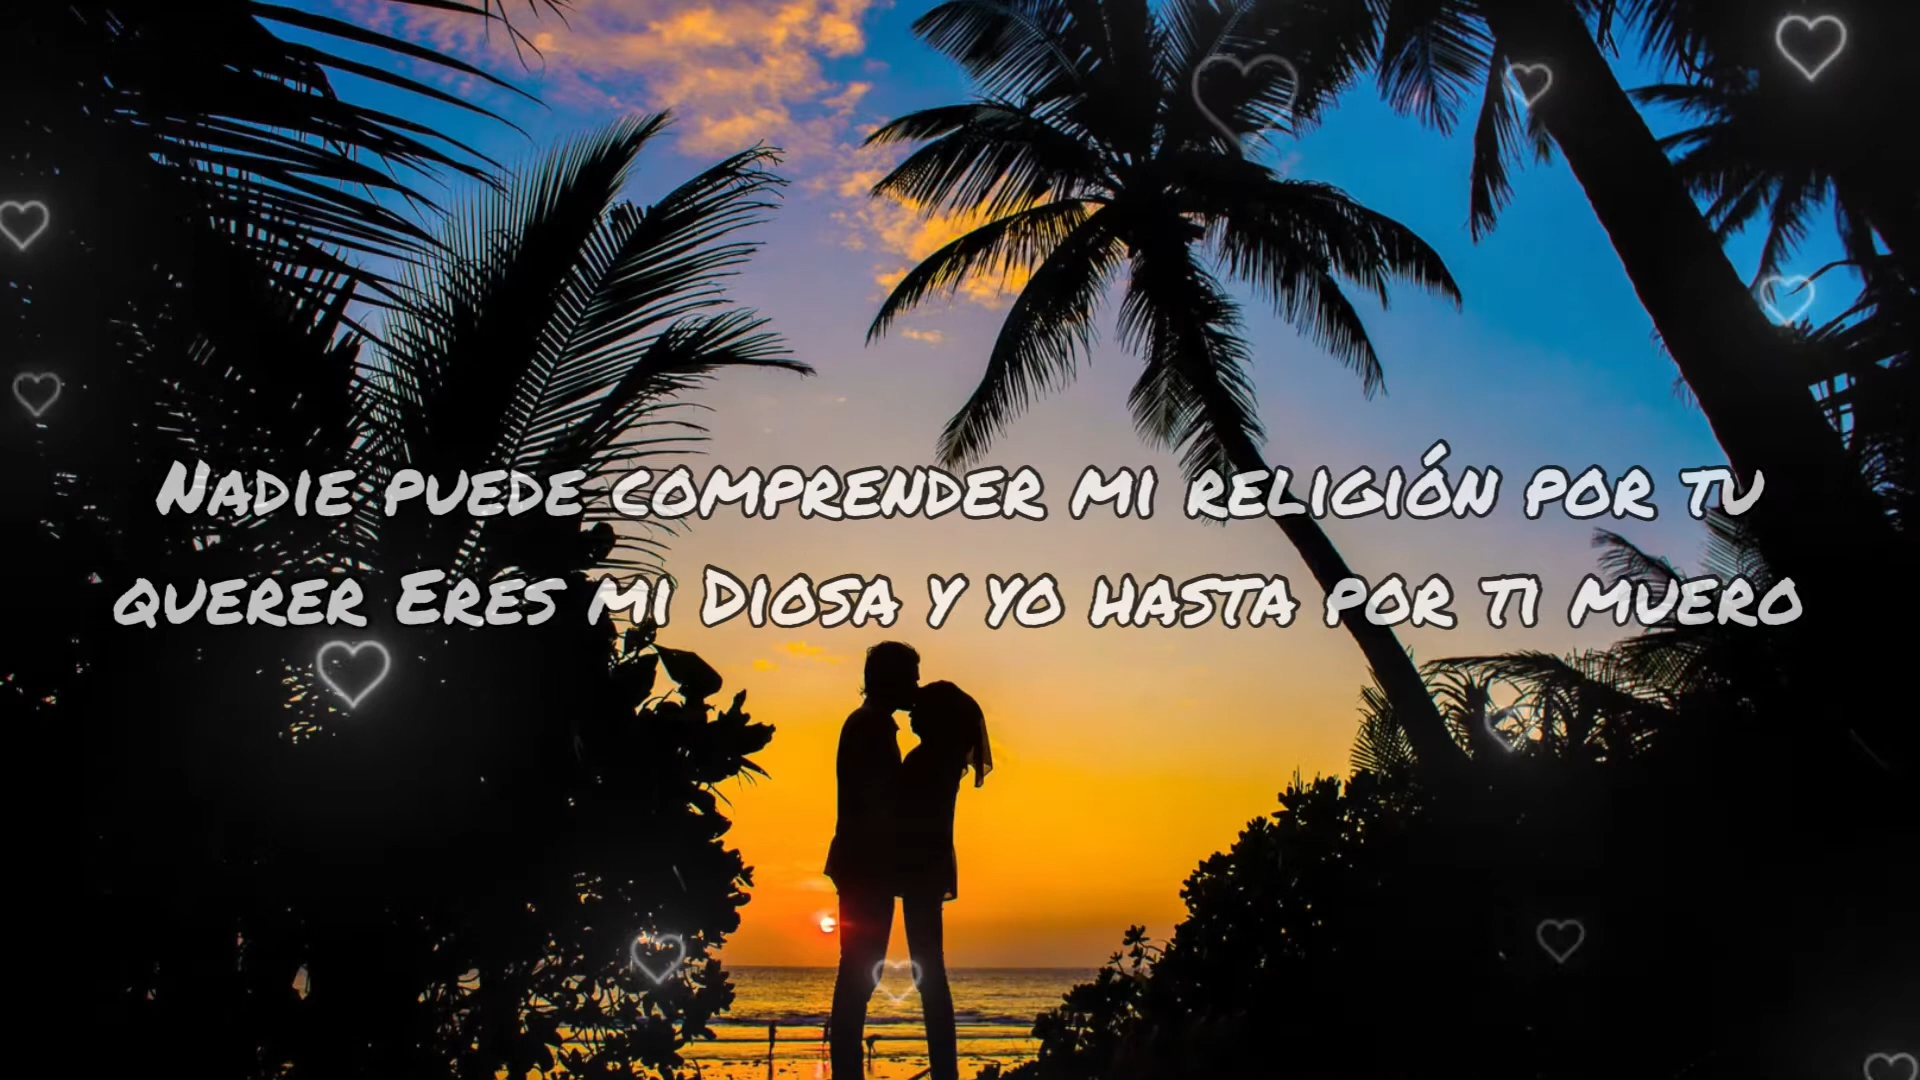 Nadie puede comprender mi religión por tu
querer Eres mi Diosa y yo hasta por ti muero